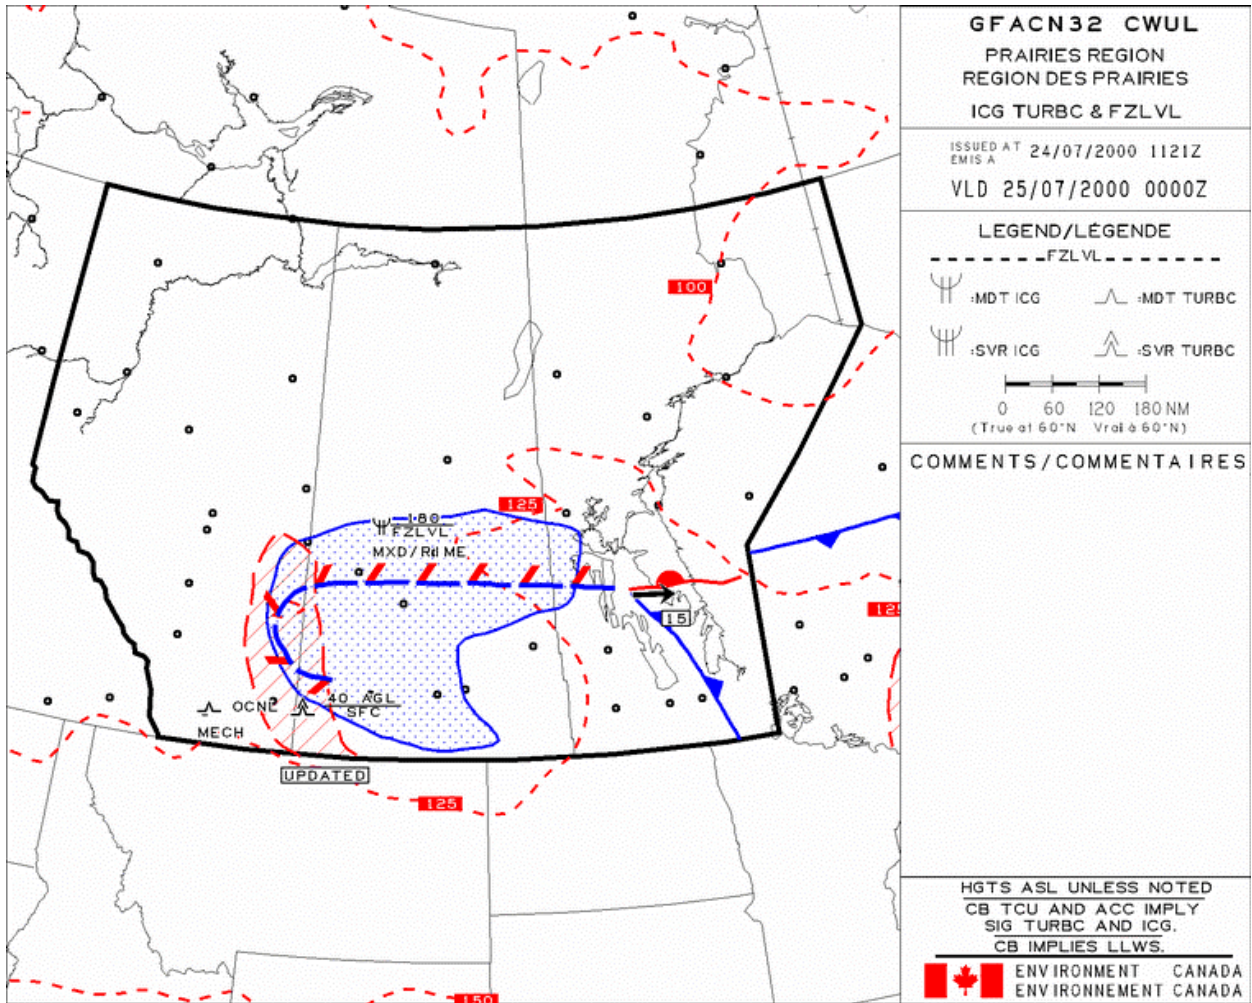 GFACN32 CWUL
PRAIRIES REGION
REGION DES PRAIRIES
ICG TURBC & FZLVL
ISSUED AT
EMIS A
24/07/2000 1121Z
VLD 25/07/2000 0000Z
LEGEND/LÉGENDE
FZLVL
:MDT ICG
:MDT TURBC
:SVR ICG
:SVR TURBC
0 60 120 180 NM
(True at 60°N Vrai à 60°N)
COMMENTS/COMMENTAIRES
100
125
180
FZLVL
MXD/RIME
15
125
OCNL
40 AGL
SFC
MECH
UPDATED
125
150
HGTS ASL UNLESS NOTED
CB TCU AND ACC IMPLY
SIG TURBC AND ICG.
CB IMPLIES LLWS.
ENVIRONMENT CANADA
ENVIRONNEMENT CANADA